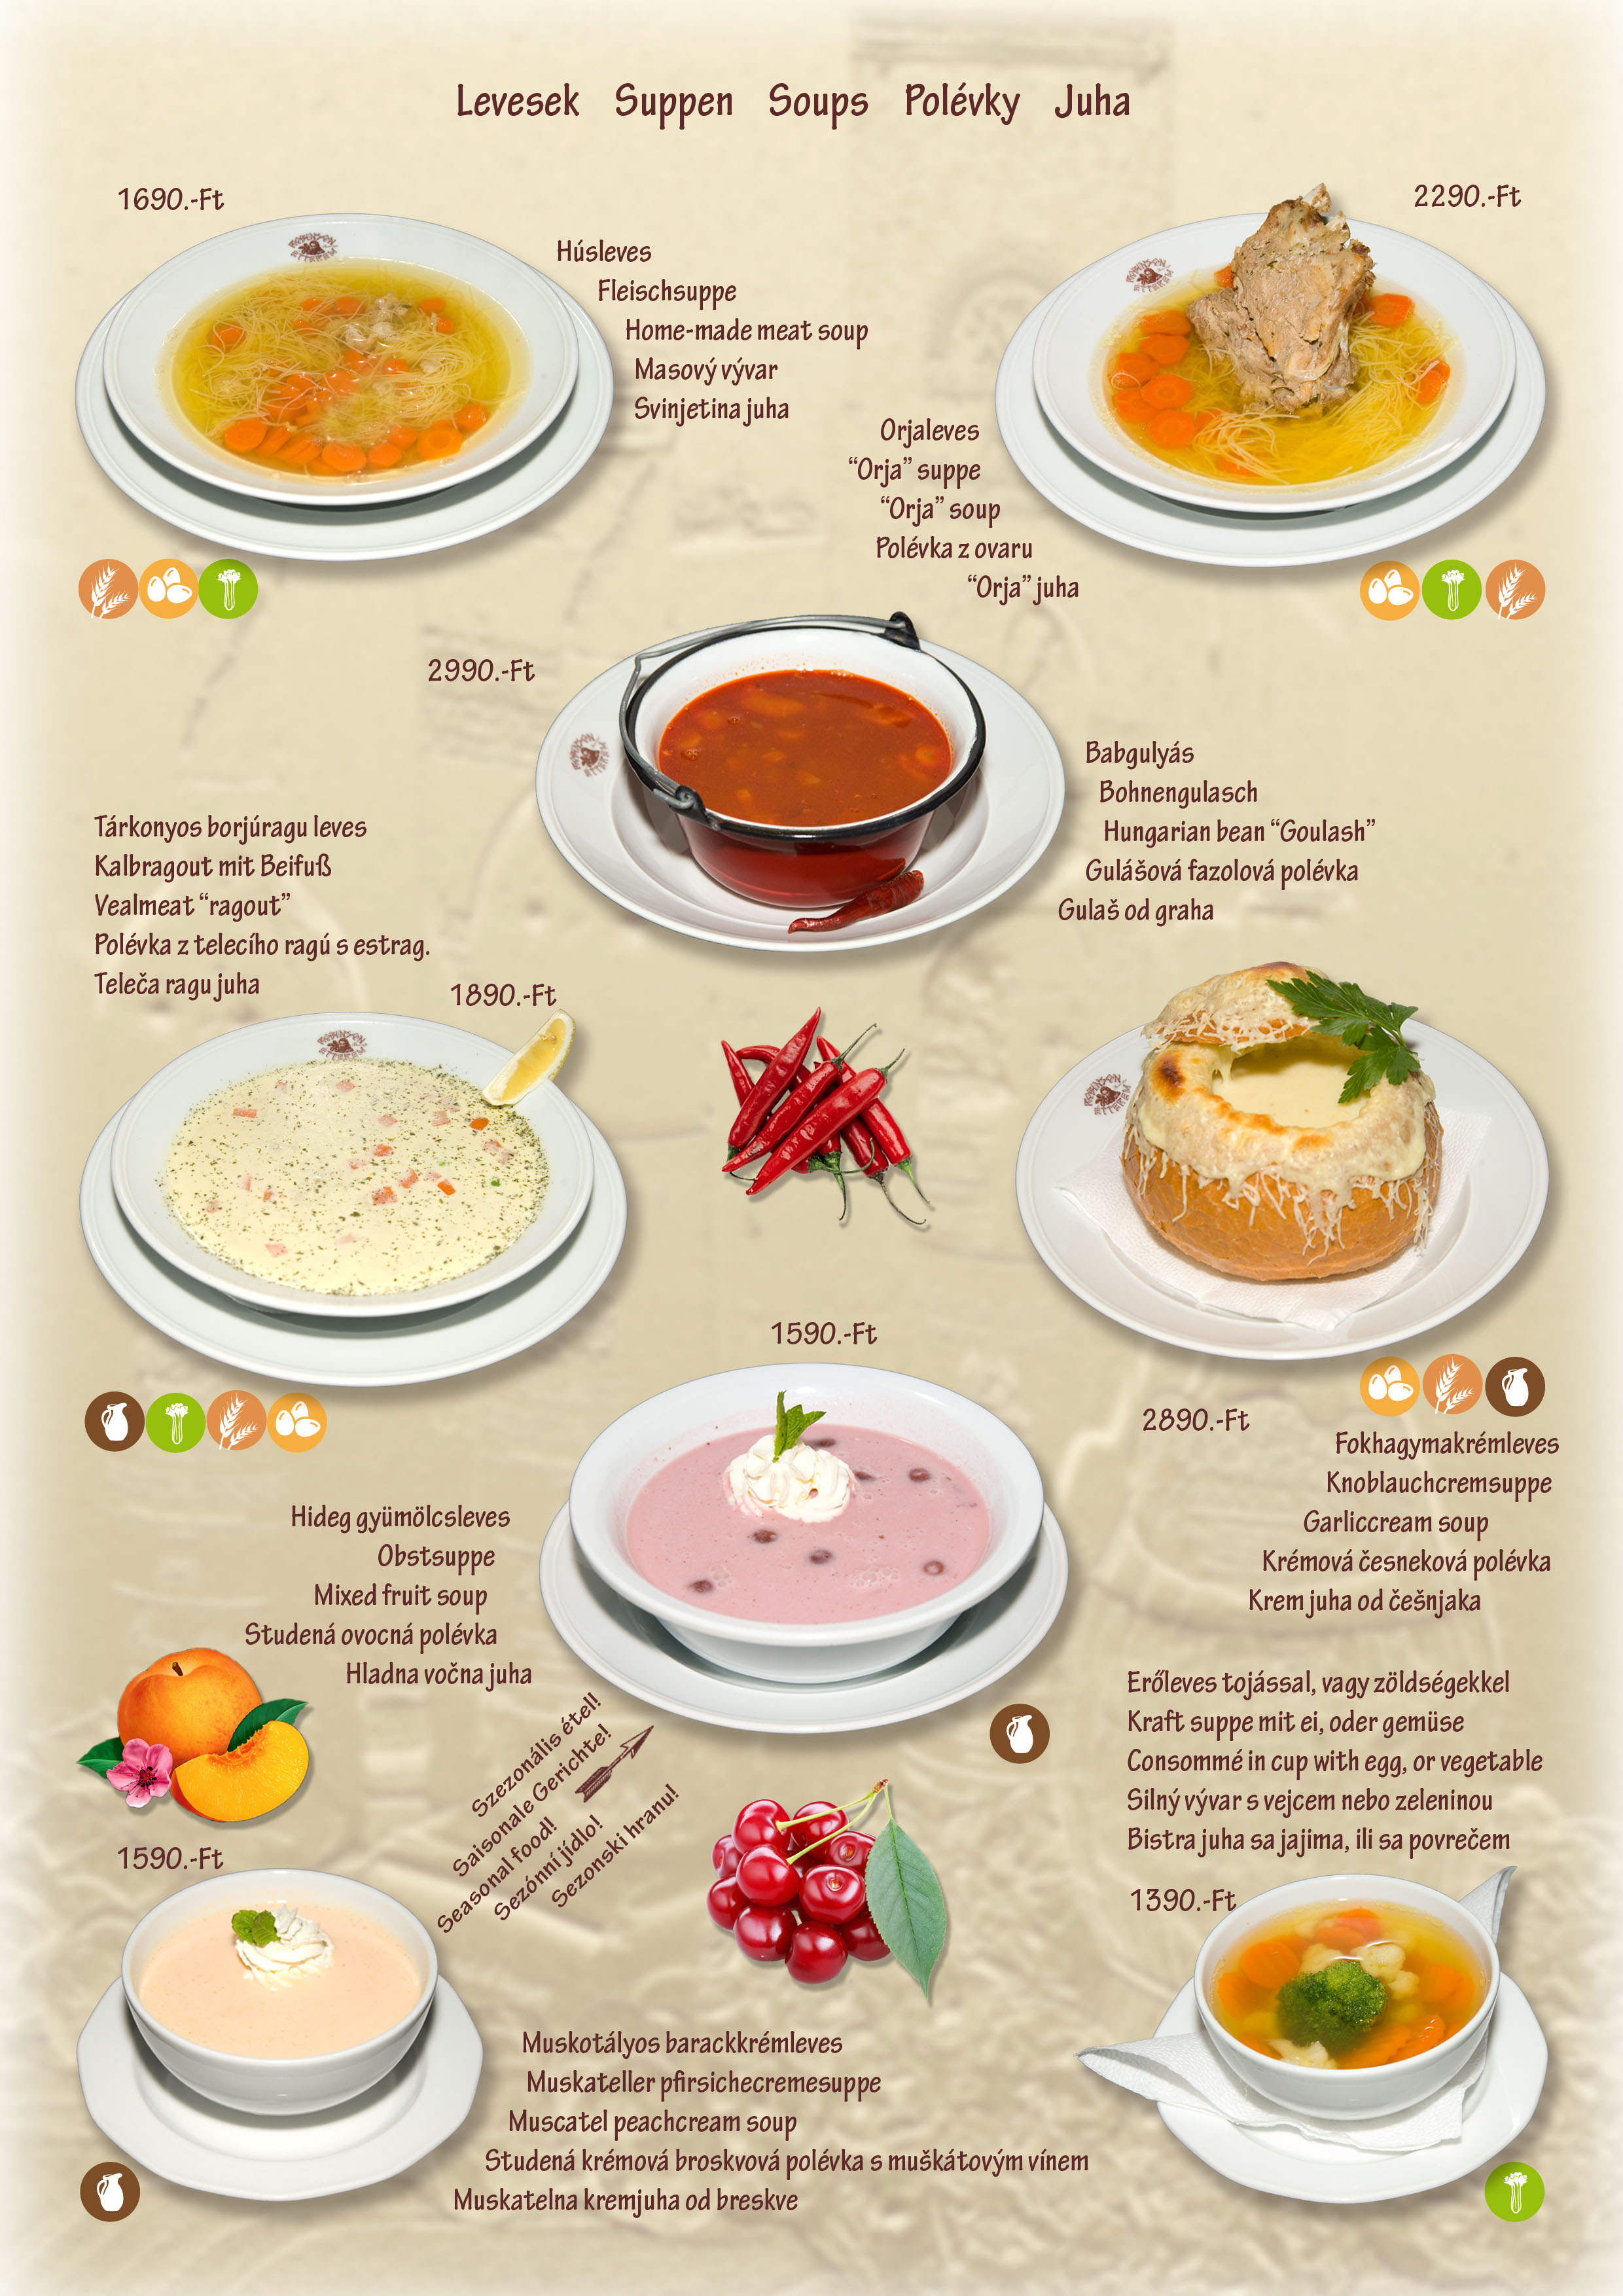 Levesek Suppen Soups Polévky Juha
1690.-Ft
Húsleves
Fleischsuppe
Home-made meat soup
Masový vývar
Svinjetina juha
2290.-Ft
Orjaleves
“Orja” suppe
“Orja” soup
Polévka z ovaru
“Orja” juha
2990.-Ft
Babgulyás
Bohnengulasch
Hungarian bean “Goulash”
Gulášová fazolová polévka
Gulaš od graha
Tárkonyos borjúragu leves
Kalbragout mit Beifuß
Vealmeat “ragout”
Polévka z telecího ragú s estrag.
Teleča ragu juha
1890.-Ft
2890.-Ft
Fokhagymakrémleves
Knoblauchcremsuppe
Garliccream soup
Krémová česneková polévka
Krem juha od češnjaka
1590.-Ft
Hideg gyümölcsleves
Obstsuppe
Mixed fruit soup
Studená ovocná polévka
Hladna vočna juha
Szezonális étel!
Saisonale Gerichte!
Seasonal food!
Sezónní jídlo!
Sezonski hranu!
Erőleves tojással, vagy zöldségekkel
Kraft suppe mit ei, oder gemüse
Consommé in cup with egg, or vegetable
Silný vývar s vejcem nebo zeleninou
Bistra juha sa jajima, ili sa povrečem
1390.-Ft
1590.-Ft
Muskotályos barackkrémleves
Muskateller pfirsichecremesuppe
Muscatel peachcream soup
Studená krémová broskvová polévka s muškátovým vínem
Muskatelna kremjuha od breskve